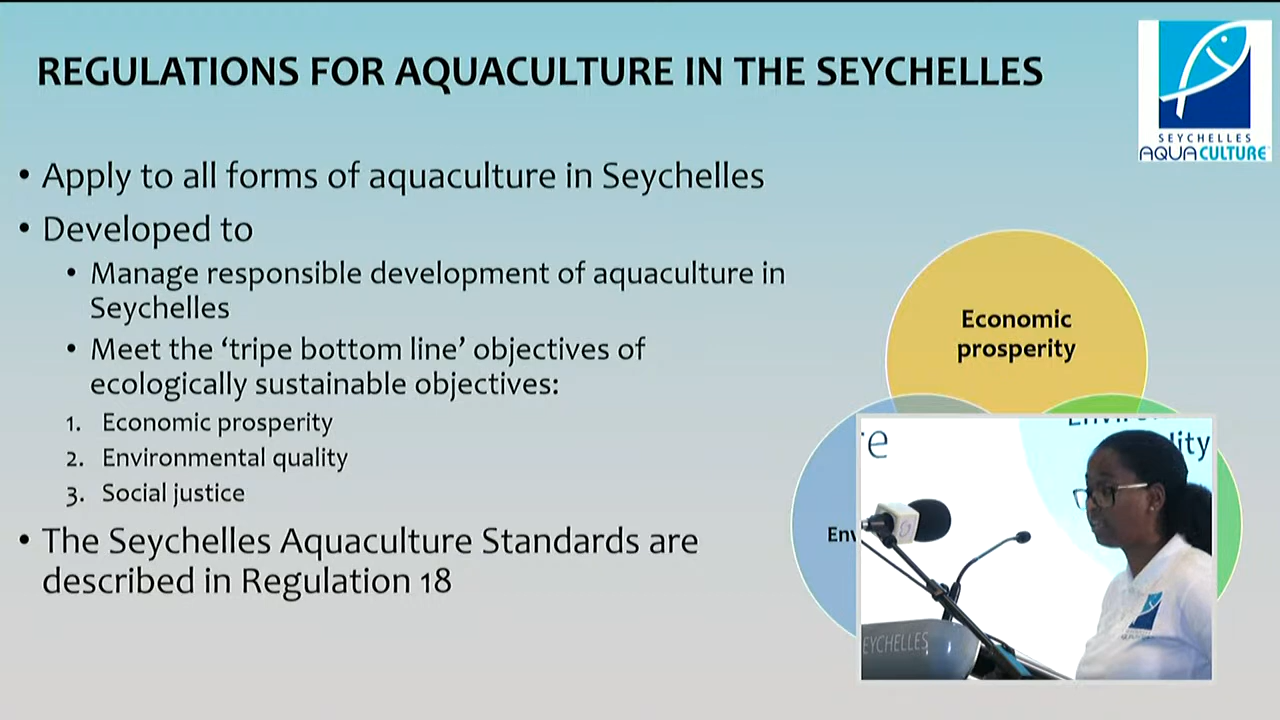 REGULATIONS FOR AQUACULTURE IN THE SEYCHELLES
SEYCHELLES
AQUACULTURE
• Apply to all forms of aquaculture in Seychelles
• Developed to
• Manage responsible development of aquaculture in
Seychelles
• Meet the ‘tripe bottom line’ objectives of
ecologically sustainable objectives:
1. Economic prosperity
2. Environmental quality
3. Social justice
• The Seychelles Aquaculture Standards are
described in Regulation 18
Economic
prosperity